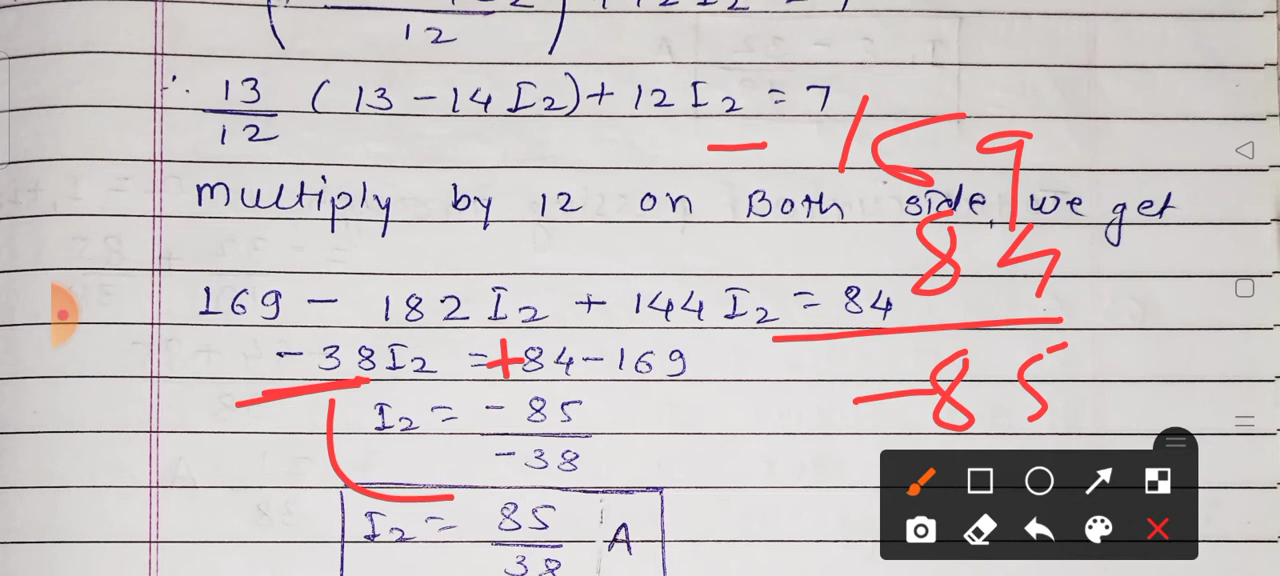 12
∴ 13/12 (13 - 14 I2) + 12 I2 = 7
- 169
multiply by 12 on Both side, we get
84
169 - 182 I2 + 144 I2 = 84
-38 I2 = +84 - 169
-85
I2 = -85/-38
I2 = 85/38 A